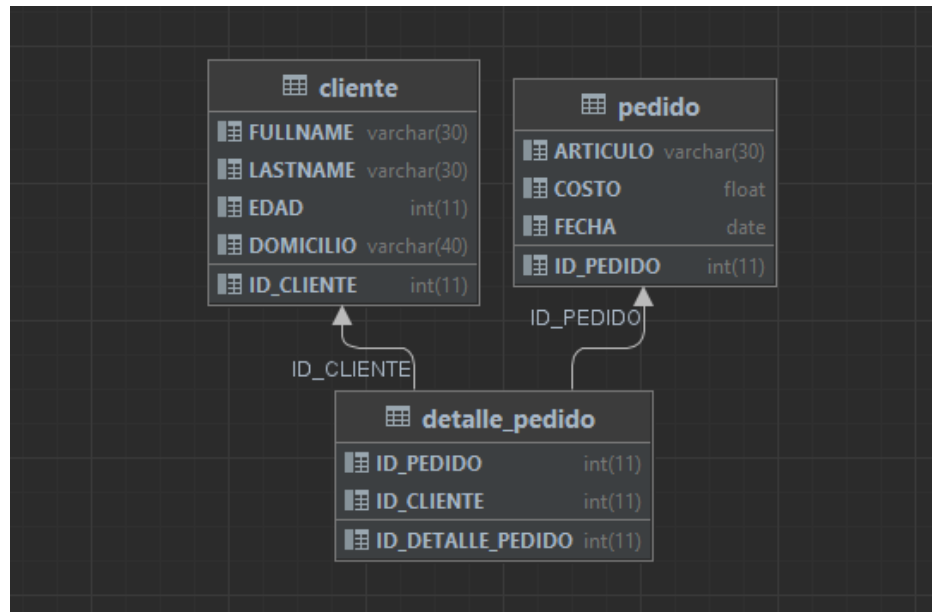 cliente
FULLNAME varchar(30)
LASTNAME varchar(30)
EDAD int(11)
DOMICILIO varchar(40)
ID_CLIENTE int(11)
pedido
ARTICULO varchar(30)
COSTO float
FECHA date
ID_PEDIDO int(11)
ID_PEDIDO
ID_CLIENTE
detalle_pedido
ID_PEDIDO int(11)
ID_CLIENTE int(11)
ID_DETALLE_PEDIDO int(11)